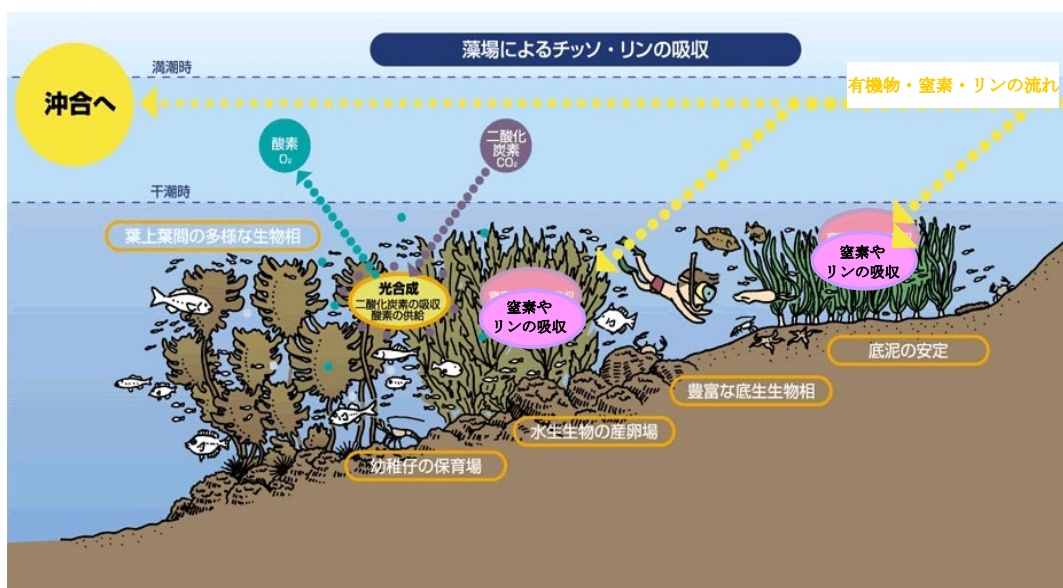 藻場によるチッソ・リンの吸収
満潮時
有機物・窒素・リンの流れ
沖合へ
酸素
O₂
二酸化
炭素
CO₂
干潮時
葉上葉間の多様な生物相
窒素や
リンの吸収
光合成
二酸化炭素の吸収
酸素の供給
窒素や
リンの吸収
底泥の安定
豊富な底生生物相
水生生物の産卵場
幼稚仔の保育場